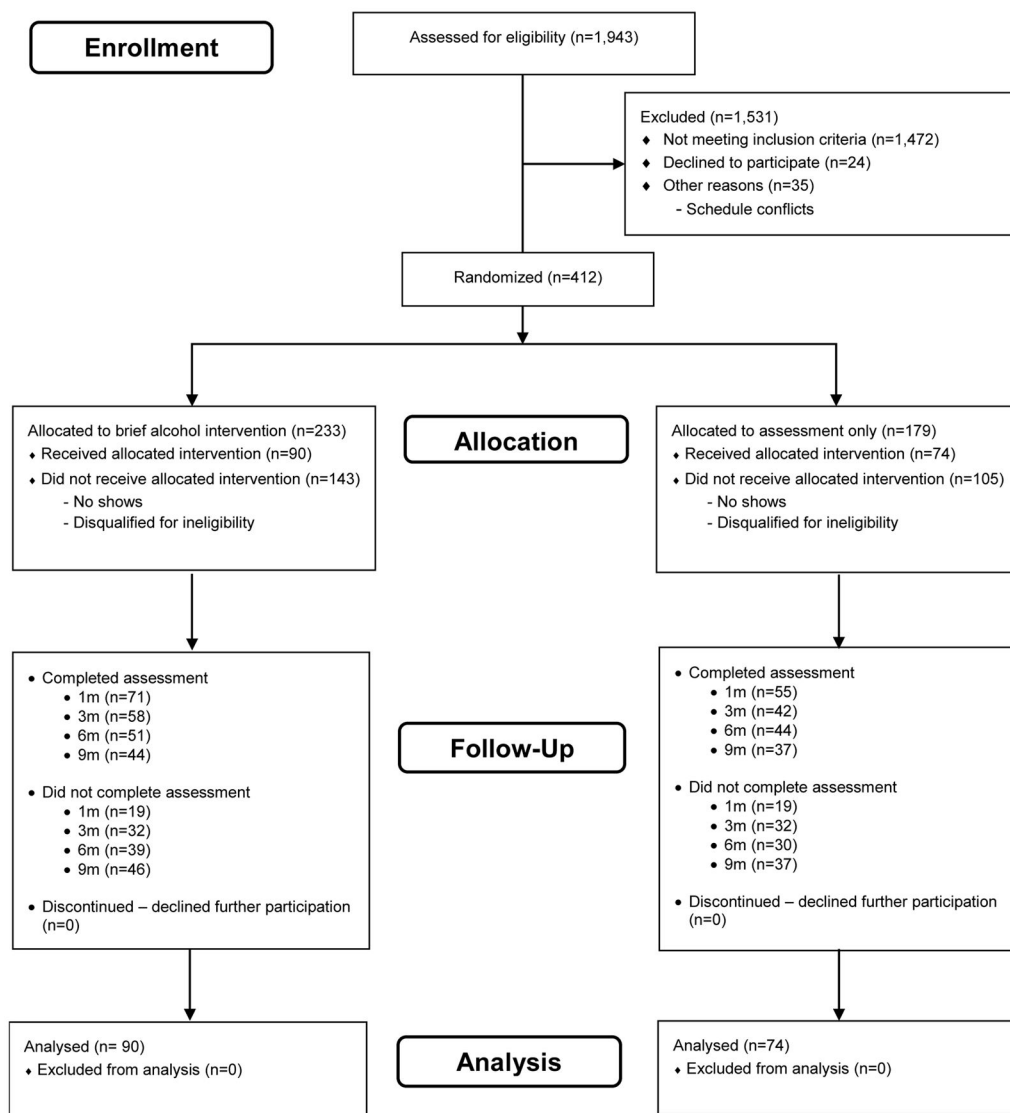 Enrollment
Assessed for eligibility (n=1,943)
Excluded (n=1,531)
♦ Not meeting inclusion criteria (n=1,472)
♦ Declined to participate (n=24)
♦ Other reasons (n=35)
- Schedule conflicts
Randomized (n=412)
Allocation
Allocated to brief alcohol intervention (n=233)
♦ Received allocated intervention (n=90)
♦ Did not receive allocated intervention (n=143)
- No shows
- Disqualified for ineligibility
Allocated to assessment only (n=179)
♦ Received allocated intervention (n=74)
♦ Did not receive allocated intervention (n=105)
- No shows
- Disqualified for ineligibility
Follow-Up
• Completed assessment
• 1m (n=71)
• 3m (n=58)
• 6m (n=51)
• 9m (n=44)
• Did not complete assessment
• 1m (n=19)
• 3m (n=32)
• 6m (n=39)
• 9m (n=46)
• Discontinued – declined further participation
(n=0)
• Completed assessment
• 1m (n=55)
• 3m (n=42)
• 6m (n=44)
• 9m (n=37)
• Did not complete assessment
• 1m (n=19)
• 3m (n=32)
• 6m (n=30)
• 9m (n=37)
• Discontinued – declined further participation
(n=0)
Analysis
Analysed (n= 90)
♦ Excluded from analysis (n=0)
Analysed (n=74)
♦ Excluded from analysis (n=0)